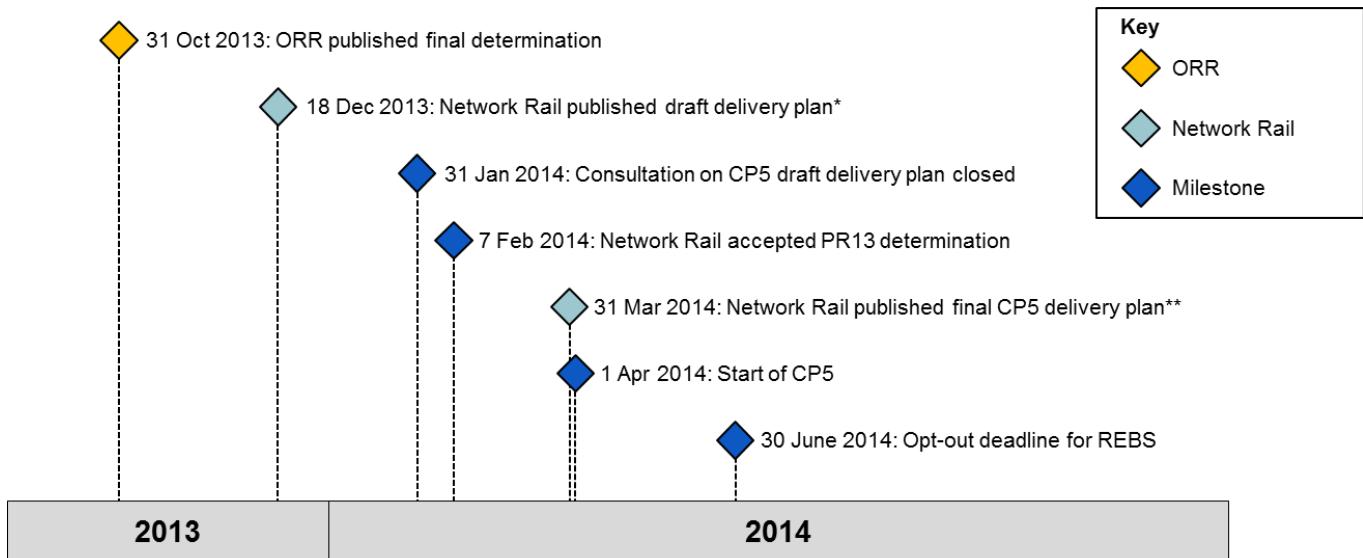 31 Oct 2013: ORR published final determination
18 Dec 2013: Network Rail published draft delivery plan*
31 Jan 2014: Consultation on CP5 draft delivery plan closed
7 Feb 2014: Network Rail accepted PR13 determination
31 Mar 2014: Network Rail published final CP5 delivery plan**
1 Apr 2014: Start of CP5
30 June 2014: Opt-out deadline for REBS
2013
2014
Key
ORR
Network Rail
Milestone